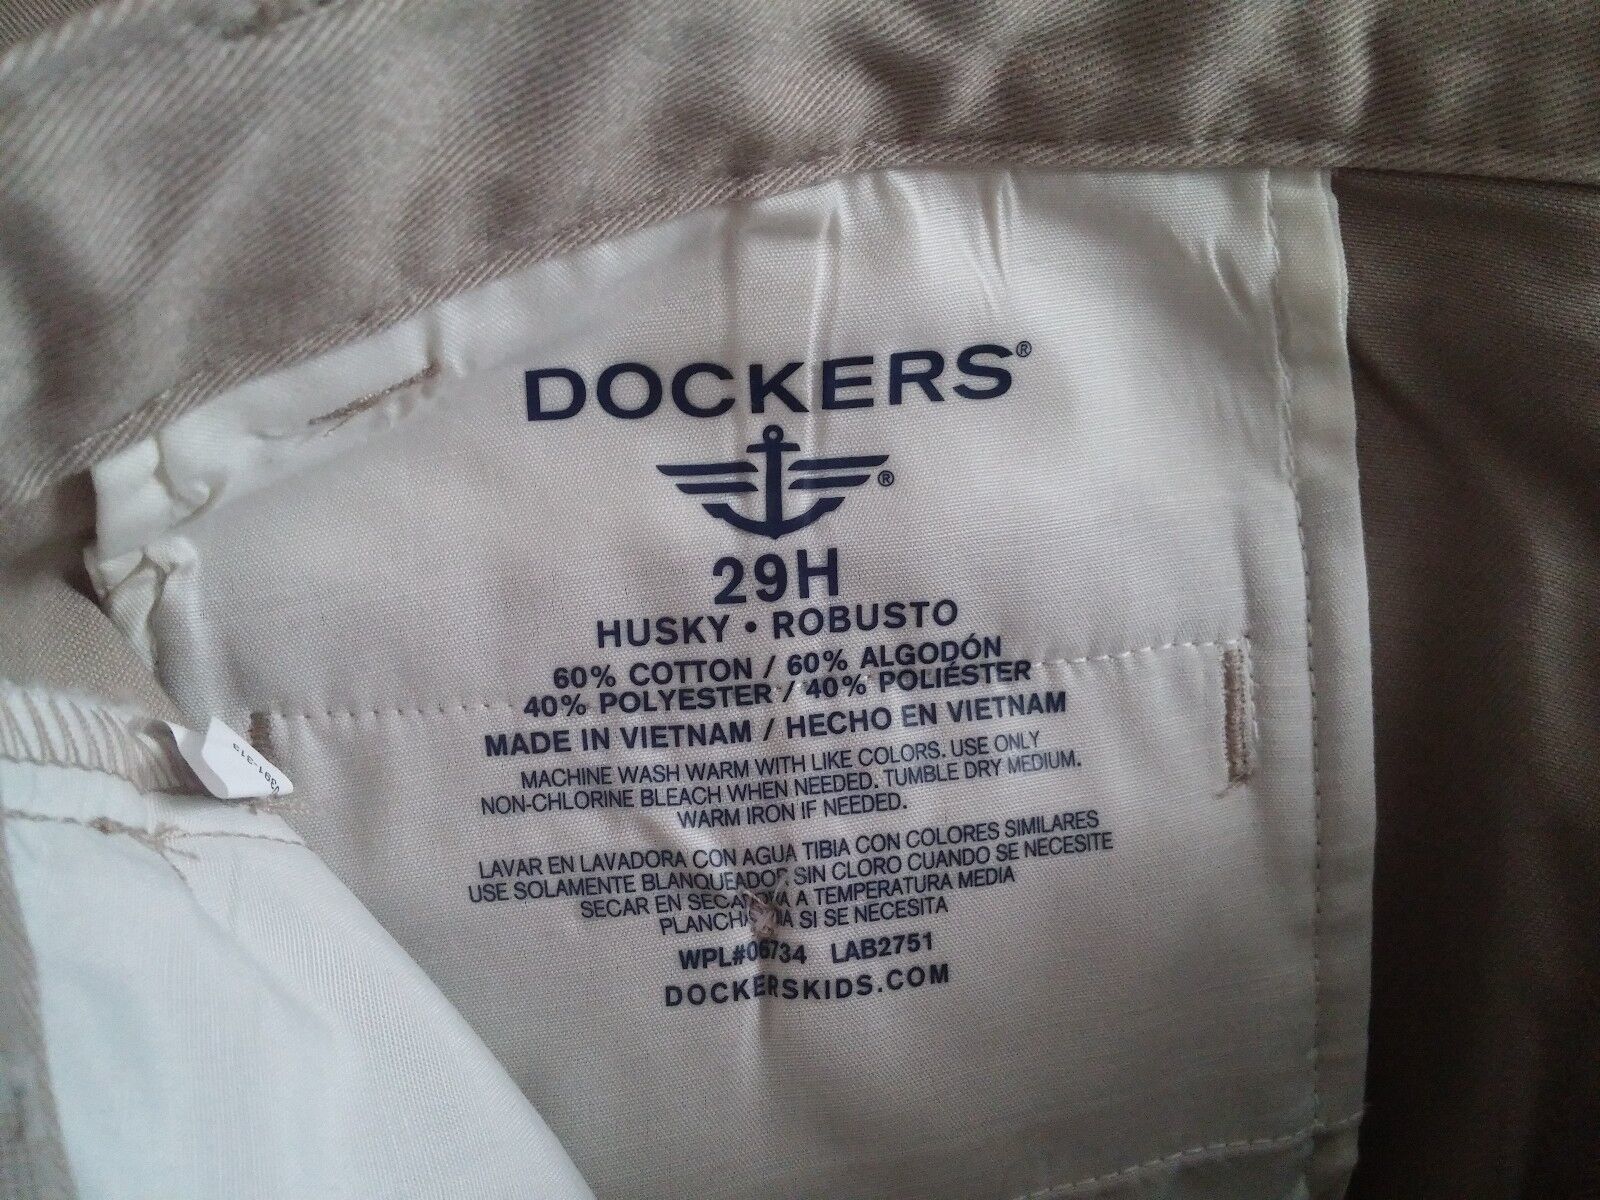 DOCKERS®
®
29H
HUSKY • ROBUSTO
60% COTTON / 60% ALGODÓN
40% POLYESTER / 40% POLIÉSTER
MADE IN VIETNAM / HECHO EN VIETNAM
MACHINE WASH WARM WITH LIKE COLORS. USE ONLY
NON-CHLORINE BLEACH WHEN NEEDED. TUMBLE DRY MEDIUM.
WARM IRON IF NEEDED.
LAVAR EN LAVADORA CON AGUA TIBIA CON COLORES SIMILARES
USE SOLAMENTE BLANQUEADOR SIN CLORO CUANDO SE NECESITE
SECAR EN SECADORA A TEMPERATURA MEDIA
PLANCHA TIBIA SI SE NECESITA
WPL#06734 LAB2751
DOCKERSKIDS.COM